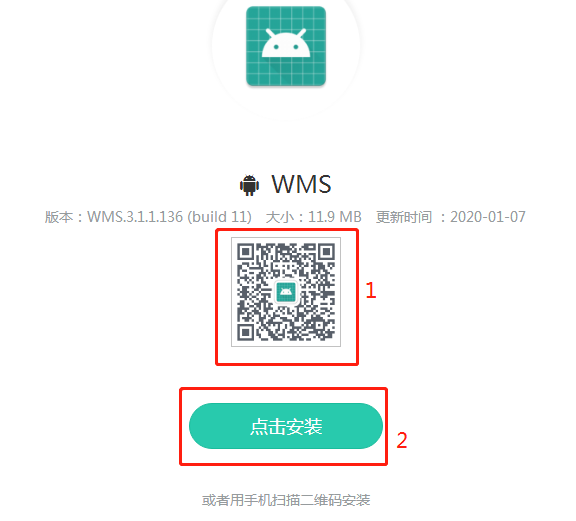 WMS
版本：WMS.3.1.1.136 (build 11) 大小：11.9 MB 更新时间 ：2020-01-07
1
点击安装
2
或者用手机扫描二维码安装